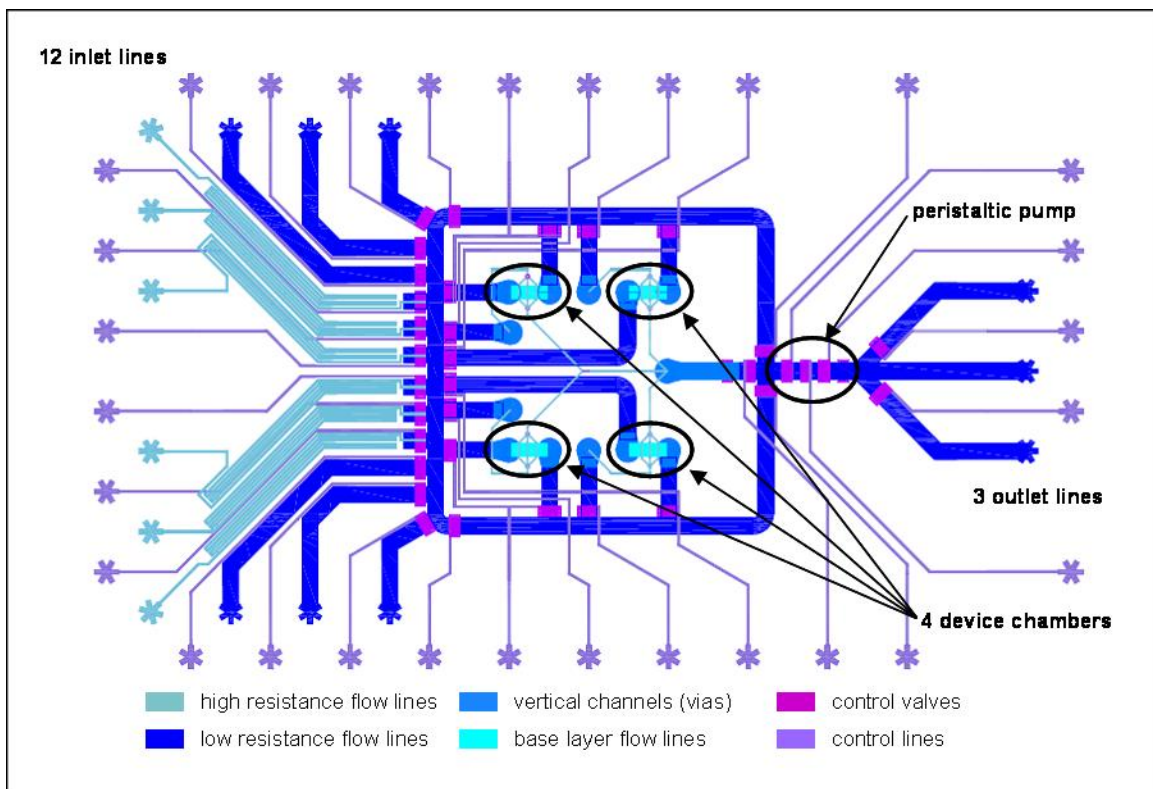 12 inlet lines
peristaltic pump
3 outlet lines
4 device chambers
high resistance flow lines
vertical channels (vias)
control valves
low resistance flow lines
base layer flow lines
control lines